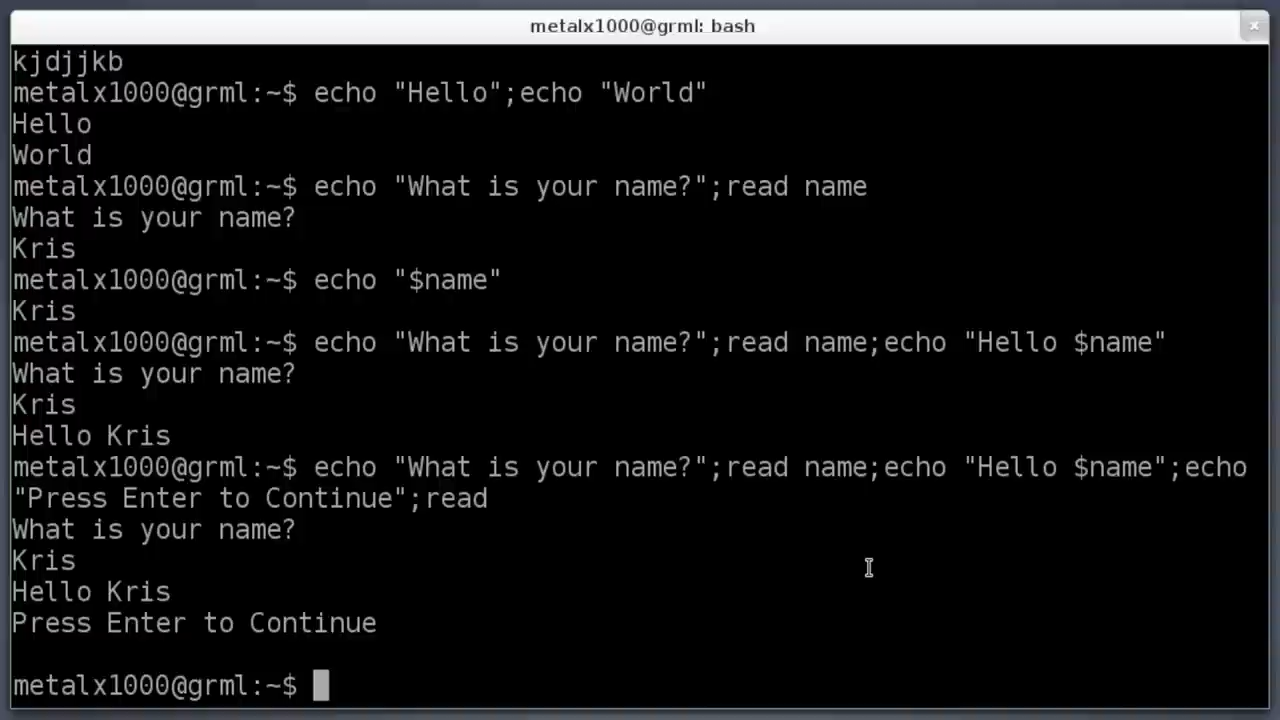 metalx1000@grml: bash
kjdjjkb
metalx1000@grml:~$ echo "Hello";echo "World"
Hello
World
metalx1000@grml:~$ echo "What is your name?";read name
What is your name?
Kris
metalx1000@grml:~$ echo "$name"
Kris
metalx1000@grml:~$ echo "What is your name?";read name;echo "Hello $name"
What is your name?
Kris
Hello Kris
metalx1000@grml:~$ echo "What is your name?";read name;echo "Hello $name";echo
"Press Enter to Continue";read
What is your name?
Kris
Hello Kris
Press Enter to Continue
metalx1000@grml:~$